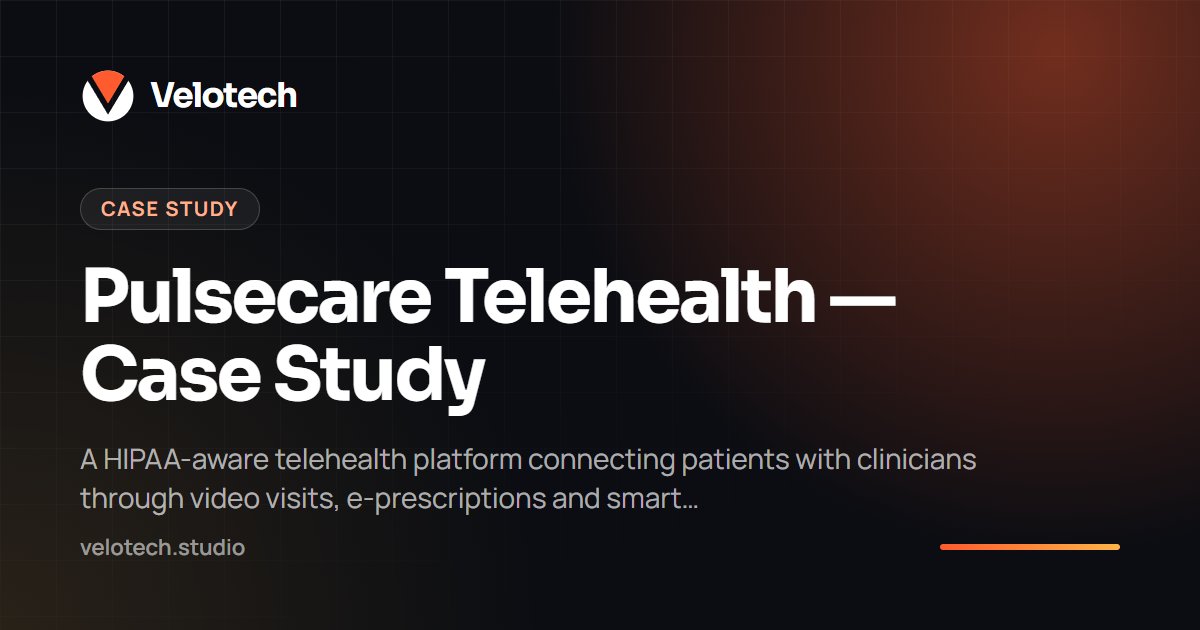 Velotech
CASE STUDY
Pulsecare Telehealth —
Case Study
A HIPAA-aware telehealth platform connecting patients with clinicians
through video visits, e-prescriptions and smart...
velotech.studio